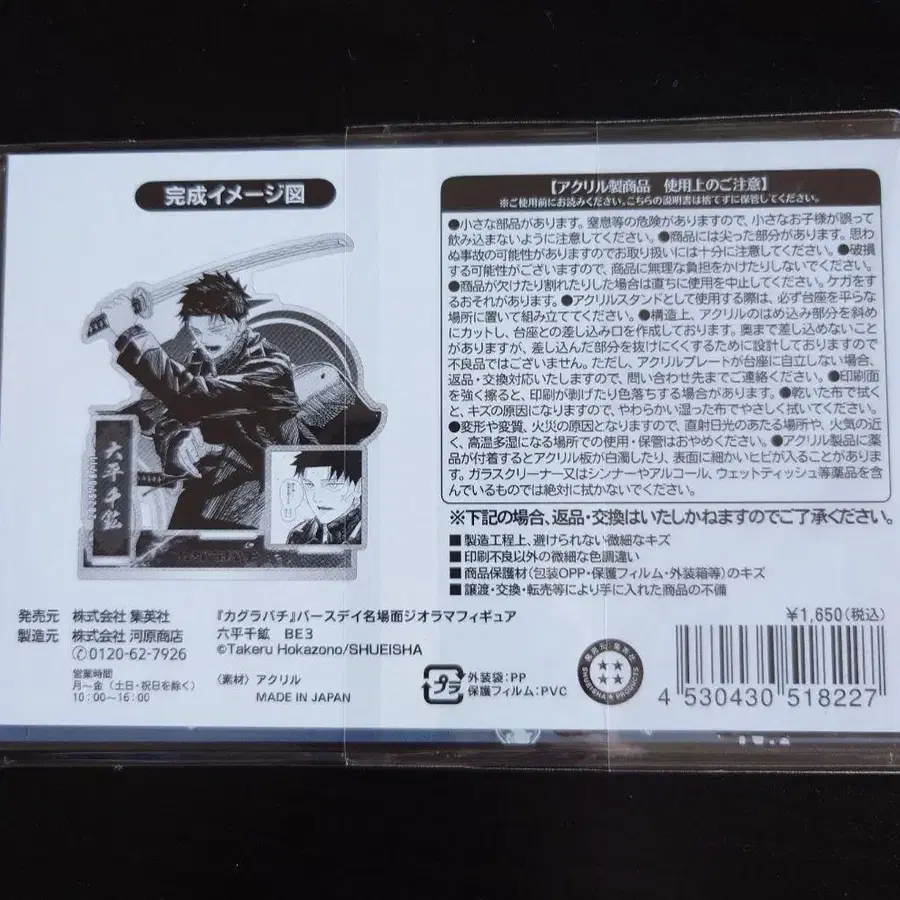 完成イメージ図
六平千鉱
【アクリル製商品 使用上のご注意】
※ご使用前にお読みください。こちらの説明書は捨てずに保管してください。
●小さな部品があります。窒息等の危険がありますので、小さなお子様が誤って
飲み込まないように注意してください。●商品には尖った部分があります。思わ
ぬ事故の可能性がありますのでお取り扱いには十分に注意してください。●破損
する可能性がございますので、商品に無理な負担をかけたりしないでください。
●商品が欠けたり割れたりした場合は直ちに使用を中止してください。ケガをす
るおそれがあります。●アクリルスタンドとして使用する際は、必ず台座を平らな
場所に置いて組み立ててください。●構造上、アクリルのはめ込み部分を斜め
にカットし、台座との差し込み口を作成しております。奥まで差し込めないこと
がありますが、差し込んだ部分を抜けにくくするために設計しておりますので
不良品ではございません。ただし、アクリルプレートが台座に自立しない場合、
返品・交換対応いたしますので、問い合わせ先までご連絡ください。●印刷面
を強く擦ると、印刷が剥げたり色落ちする場合があります。●乾いた布で拭く
と、キズの原因になりますので、やわらかい湿った布でやさしく拭いてください。
●変形や変質、火災の原因となりますので、直射日光のあたる場所や、火気の近
く、高温多湿になる場所での使用・保管はおやめください。●アクリル製品に薬
品が付着するとアクリル板が白濁したり、表面に細かいヒビが入ることがありま
す。ガラスクリーナー又はシンナーやアルコール、ウェットティッシュ等薬品を含
んでいるものでは絶対に拭かないでください。
※下記の場合、返品・交換はいたしかねますのでご了承ください。
■製造工程上、避けられない微細なキズ
■印刷不良以外の微細な色調違い
■商品保護材(包装OPP・保護フィルム・外装箱等)のキズ
■譲渡・交換・転売等により手に入れた商品の不備
発売元 株式会社 集英社
製造元 株式会社 河原商店
0120-62-7926
営業時間
月~金(土日・祝日を除く)
10:00~16:00
『カグラバチ』バースデイ名場面ジオラマフィギュア
六平千鉱 BE3
©Takeru Hokazono/SHUEISHA
〈素材〉アクリル
MADE IN JAPAN
プラ
外装袋:PP
保護フィルム:PVC
SHUEISHA PRODUCTS
¥1,650(税込)
4 530430 518227